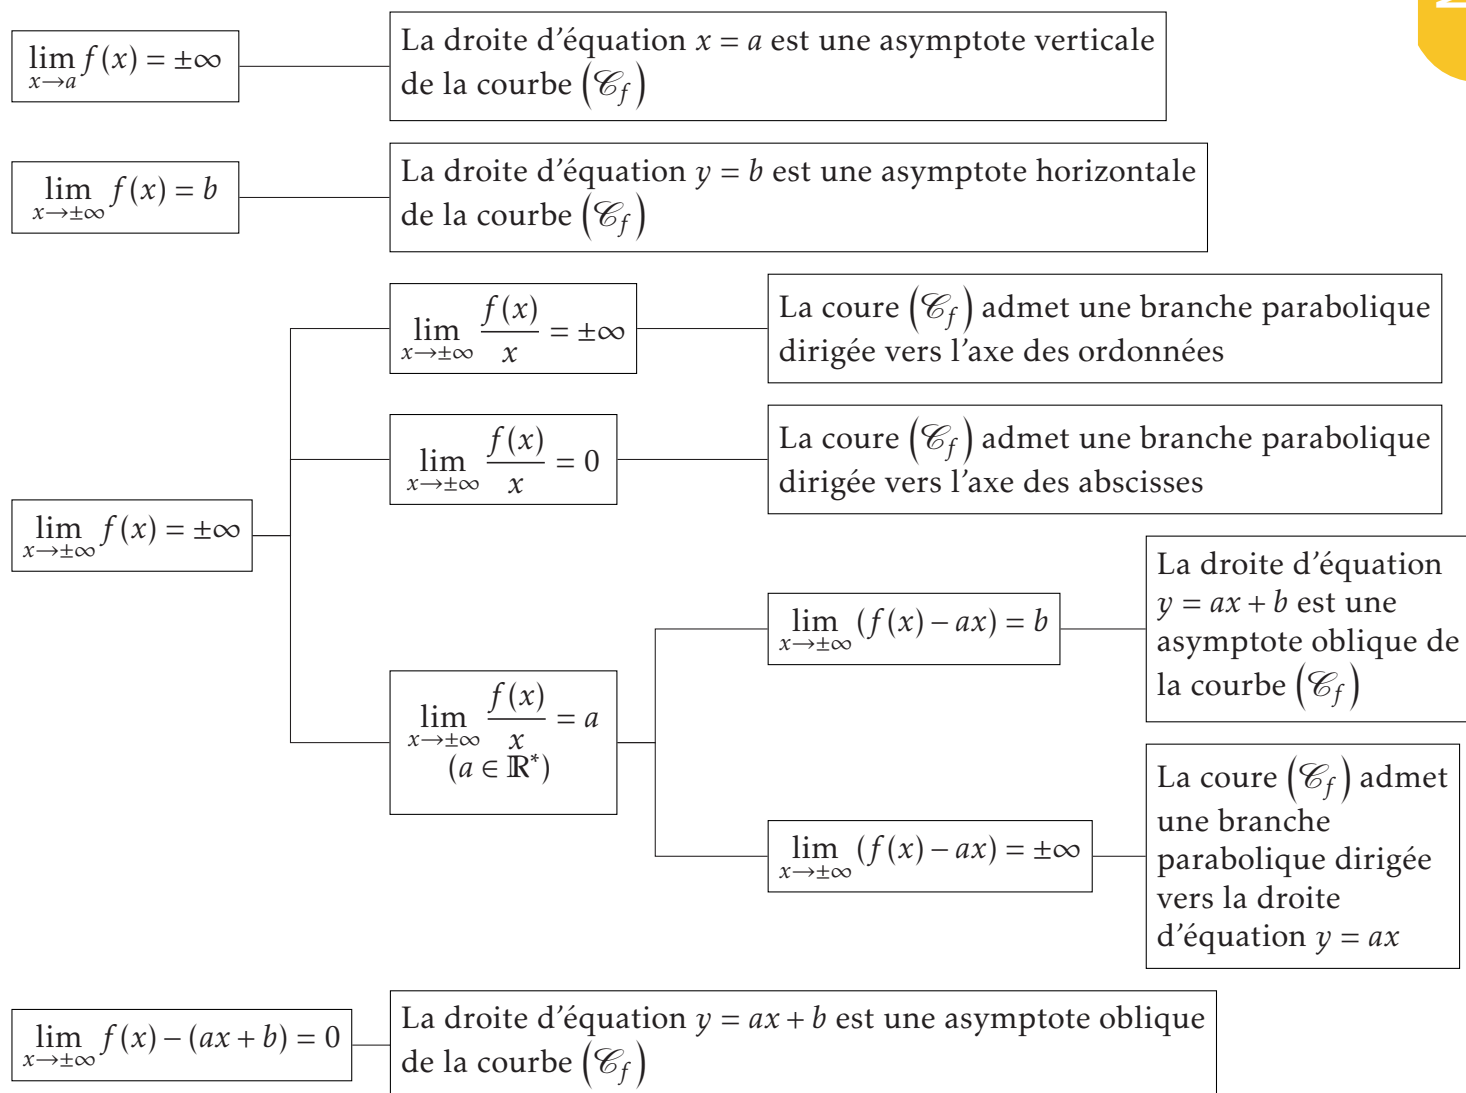 lim f(x) = ±∞
x→a
La droite d'équation x = a est une asymptote verticale
de la courbe (𝒞f)
lim f(x) = b
x→±∞
La droite d'équation y = b est une asymptote horizontale
de la courbe (𝒞f)
lim f(x) = ±∞
x→±∞
lim f(x)/x = ±∞
x→±∞
La coure (𝒞f) admet une branche parabolique
dirigée vers l'axe des ordonnées
lim f(x)/x = 0
x→±∞
La coure (𝒞f) admet une branche parabolique
dirigée vers l'axe des abscisses
lim f(x)/x = a
x→±∞
(a ∈ ℝ*)
lim (f(x) − ax) = b
x→±∞
La droite d'équation
y = ax + b est une
asymptote oblique de
la courbe (𝒞f)
lim (f(x) − ax) = ±∞
x→±∞
La coure (𝒞f) admet
une branche
parabolique dirigée
vers la droite
d'équation y = ax
lim f(x) − (ax + b) = 0
x→±∞
La droite d'équation y = ax + b est une asymptote oblique
de la courbe (𝒞f)